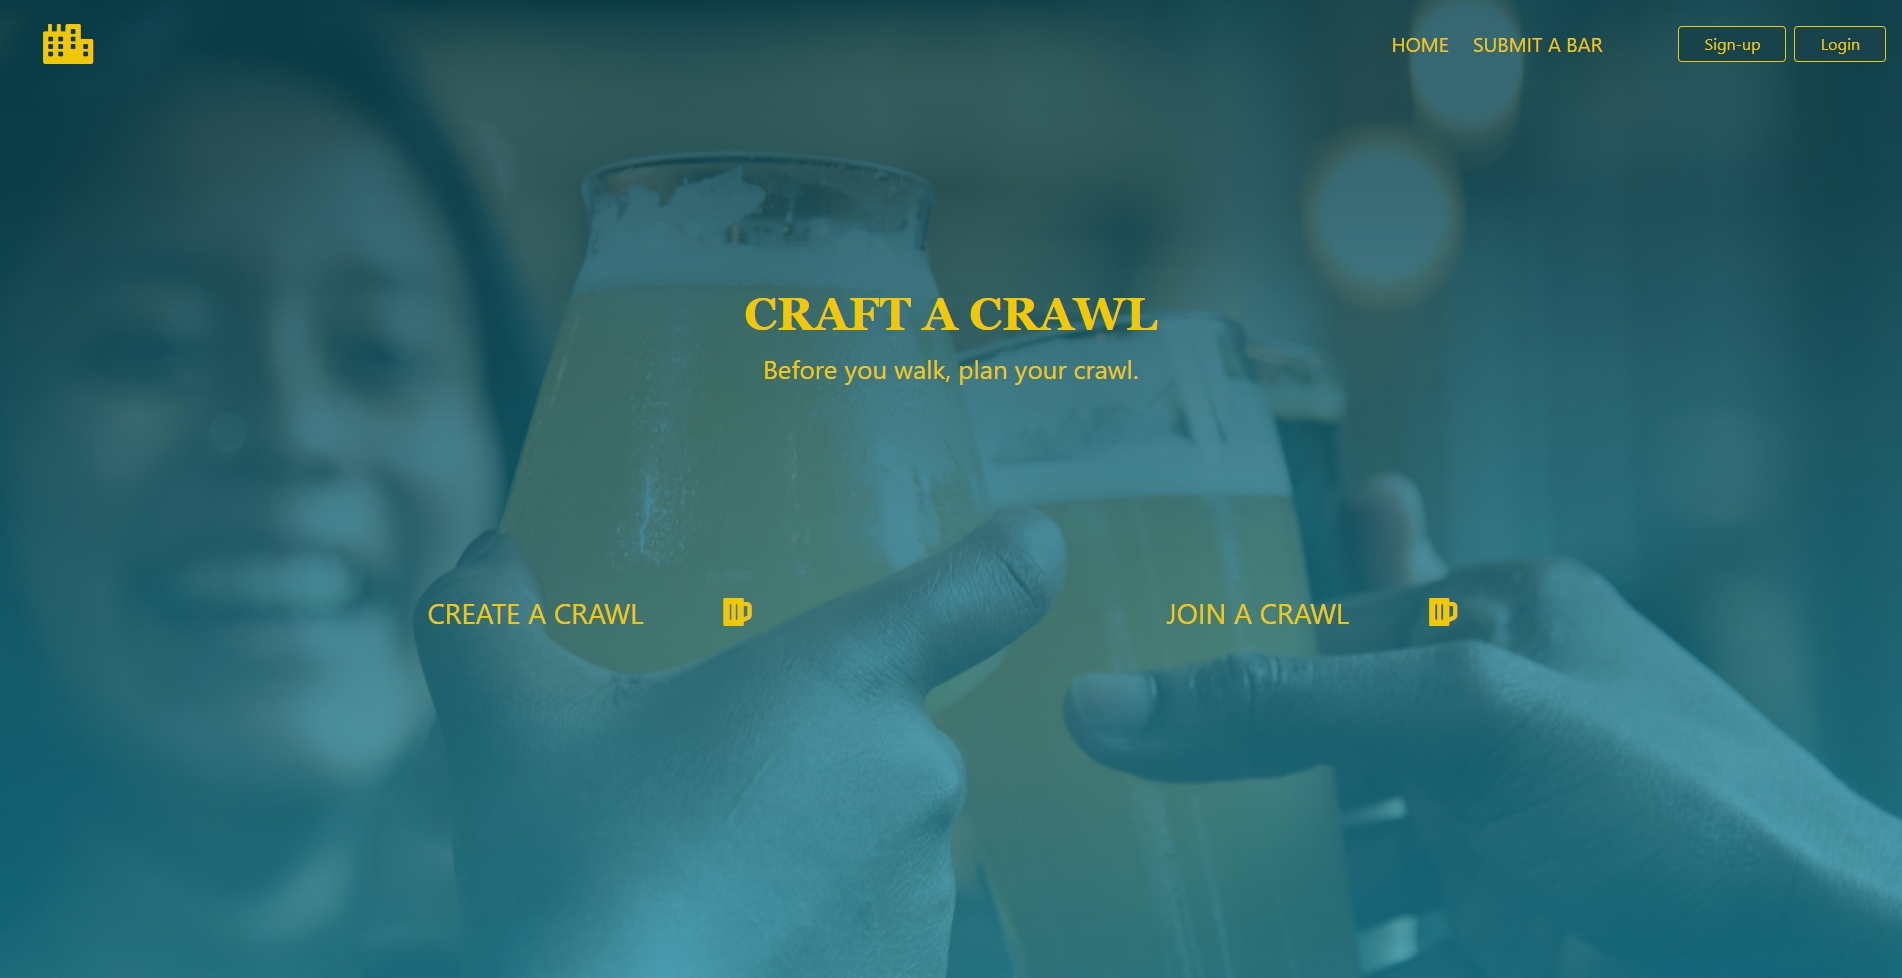 HOME SUBMIT A BAR Sign-up Login
CRAFT A CRAWL
Before you walk, plan your crawl.
CREATE A CRAWL JOIN A CRAWL